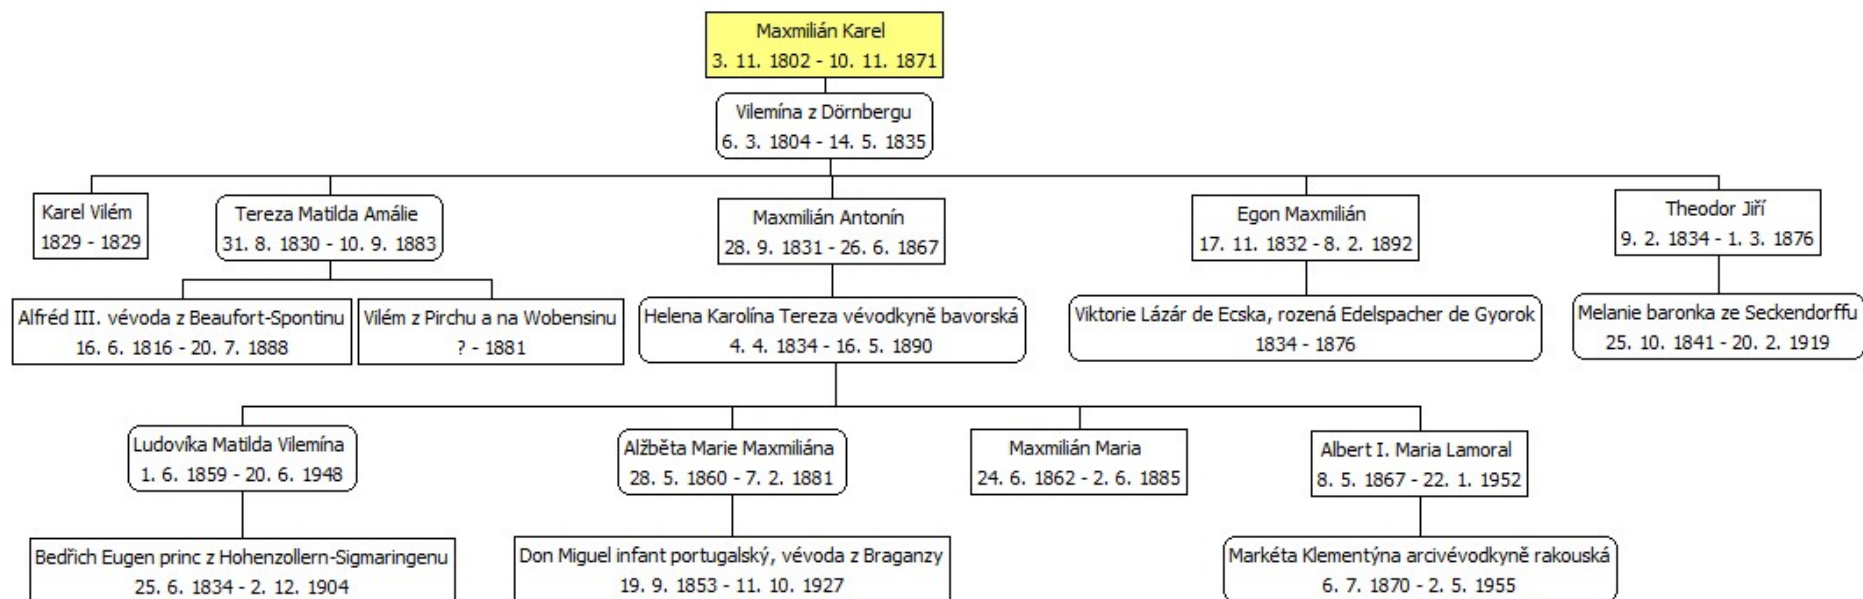 Maxmilián Karel
3. 11. 1802 - 10. 11. 1871
Vilemína z Dörnbergu
6. 3. 1804 - 14. 5. 1835
Karel Vilém
1829 - 1829
Tereza Matilda Amálie
31. 8. 1830 - 10. 9. 1883
Maxmilián Antonín
28. 9. 1831 - 26. 6. 1867
Egon Maxmilián
17. 11. 1832 - 8. 2. 1892
Theodor Jiří
9. 2. 1834 - 1. 3. 1876
Alfréd III. vévoda z Beaufort-Spontinu
16. 6. 1816 - 20. 7. 1888
Vilém z Pirchu a na Wobensinu
? - 1881
Helena Karolína Tereza vévodkyně bavorská
4. 4. 1834 - 16. 5. 1890
Viktorie Lázár de Ecska, rozená Edelspacher de Gyorok
1834 - 1876
Melanie baronka ze Seckendorffu
25. 10. 1841 - 20. 2. 1919
Ludovíka Matilda Vilemína
1. 6. 1859 - 20. 6. 1948
Alžběta Marie Maxmiliána
28. 5. 1860 - 7. 2. 1881
Maxmilián Maria
24. 6. 1862 - 2. 6. 1885
Albert I. Maria Lamoral
8. 5. 1867 - 22. 1. 1952
Bedřich Eugen princ z Hohenzollern-Sigmaringenu
25. 6. 1834 - 2. 12. 1904
Don Miguel infant portugalský, vévoda z Braganzy
19. 9. 1853 - 11. 10. 1927
Markéta Klementýna arcivévodkyně rakouská
6. 7. 1870 - 2. 5. 1955